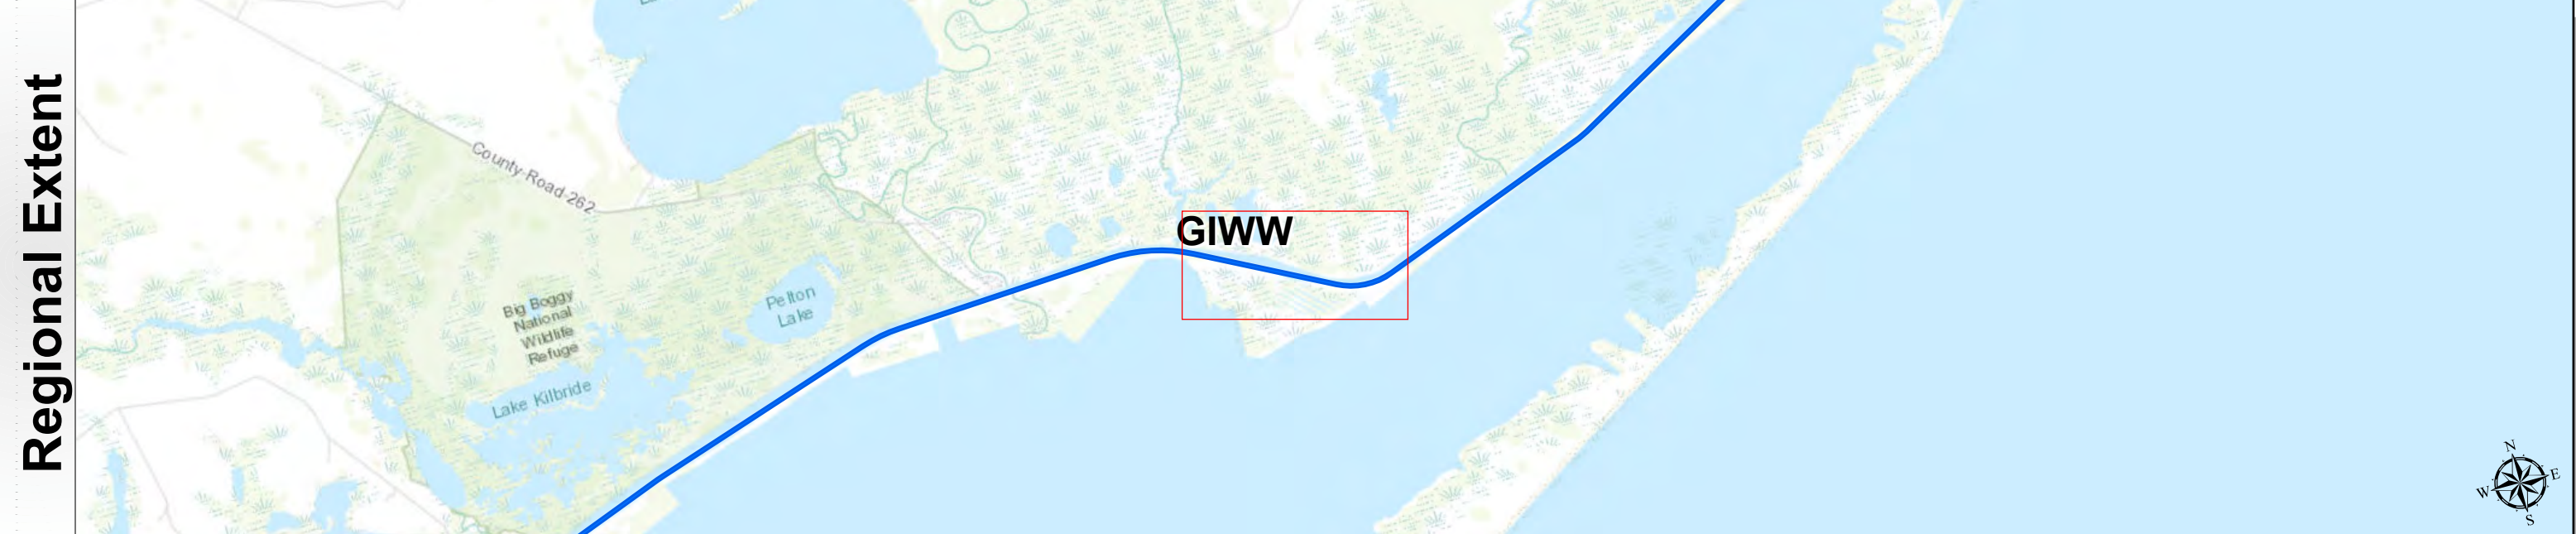 Regional Extent
County-Road-262
GIWW
Big Boggy
National
Wildlife
Refuge
Pelton
Lake
Lake Kilbride
N
W
E
S